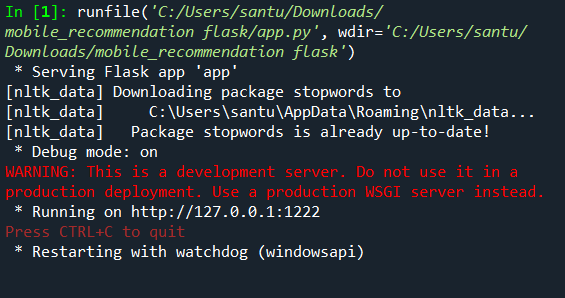 In [1]: runfile('C:/Users/santu/Downloads/
mobile_recommendation flask/app.py', wdir='C:/Users/santu/
Downloads/mobile_recommendation flask')
 * Serving Flask app 'app'
[nltk_data] Downloading package stopwords to
[nltk_data]     C:\Users\santu\AppData\Roaming\nltk_data...
[nltk_data]   Package stopwords is already up-to-date!
 * Debug mode: on
WARNING: This is a development server. Do not use it in a
production deployment. Use a production WSGI server instead.
 * Running on http://127.0.0.1:1222
Press CTRL+C to quit
 * Restarting with watchdog (windowsapi)